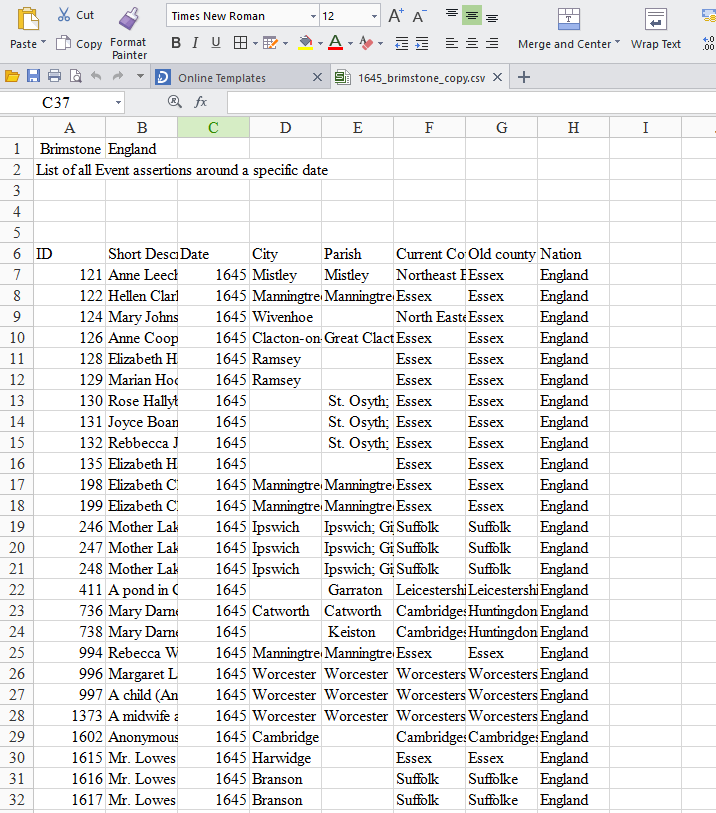 Cut
Times New Roman 12 A+ A-
Paste Copy Format Painter B I U A Merge and Center Wrap Text
Online Templates 1645_brimstone_copy.csv
C37 fx
A B C D E F G H I
1 Brimstone England
2 List of all Event assertions around a specific date
3
4
5
6 ID Short Descr Date City Parish Current Co Old county Nation
7 121 Anne Leech 1645 Mistley Mistley Northeast E Essex England
8 122 Hellen Clark 1645 Manningtre Manningtre Essex Essex England
9 124 Mary Johns 1645 Wivenhoe North Easte Essex England
10 126 Anne Coop 1645 Clacton-on- Great Clact Essex Essex England
11 128 Elizabeth H 1645 Ramsey Essex Essex England
12 129 Marian Hoc 1645 Ramsey Essex Essex England
13 130 Rose Hallyb 1645 St. Osyth; Essex Essex England
14 131 Joyce Boan 1645 St. Osyth; Essex Essex England
15 132 Rebbecca J 1645 St. Osyth; Essex Essex England
16 135 Elizabeth H 1645 Essex Essex England
17 198 Elizabeth C 1645 Manningtre Manningtre Essex Essex England
18 199 Elizabeth C 1645 Manningtre Manningtre Essex Essex England
19 246 Mother Lak 1645 Ipswich Ipswich; Gi Suffolk Suffolk England
20 247 Mother Lak 1645 Ipswich Ipswich; Gi Suffolk Suffolk England
21 248 Mother Lak 1645 Ipswich Ipswich; Gi Suffolk Suffolk England
22 411 A pond in G 1645 Garraton Leicestershi Leicestershi England
23 736 Mary Darne 1645 Catworth Catworth Cambridges Huntingdon England
24 738 Mary Darne 1645 Keiston Cambridges Huntingdon England
25 994 Rebecca W 1645 Manningtre Manningtre Essex Essex England
26 996 Margaret L 1645 Worcester Worcester Worcesters Worcesters England
27 997 A child (An 1645 Worcester Worcester Worcesters Worcesters England
28 1373 A midwife a 1645 Worcester Worcester Worcesters Worcesters England
29 1602 Anonymous 1645 Cambridge Cambridges Cambridges England
30 1615 Mr. Lowes 1645 Harwidge Essex Essex England
31 1616 Mr. Lowes 1645 Branson Suffolk Suffolke England
32 1617 Mr. Lowes 1645 Branson Suffolk Suffolke England